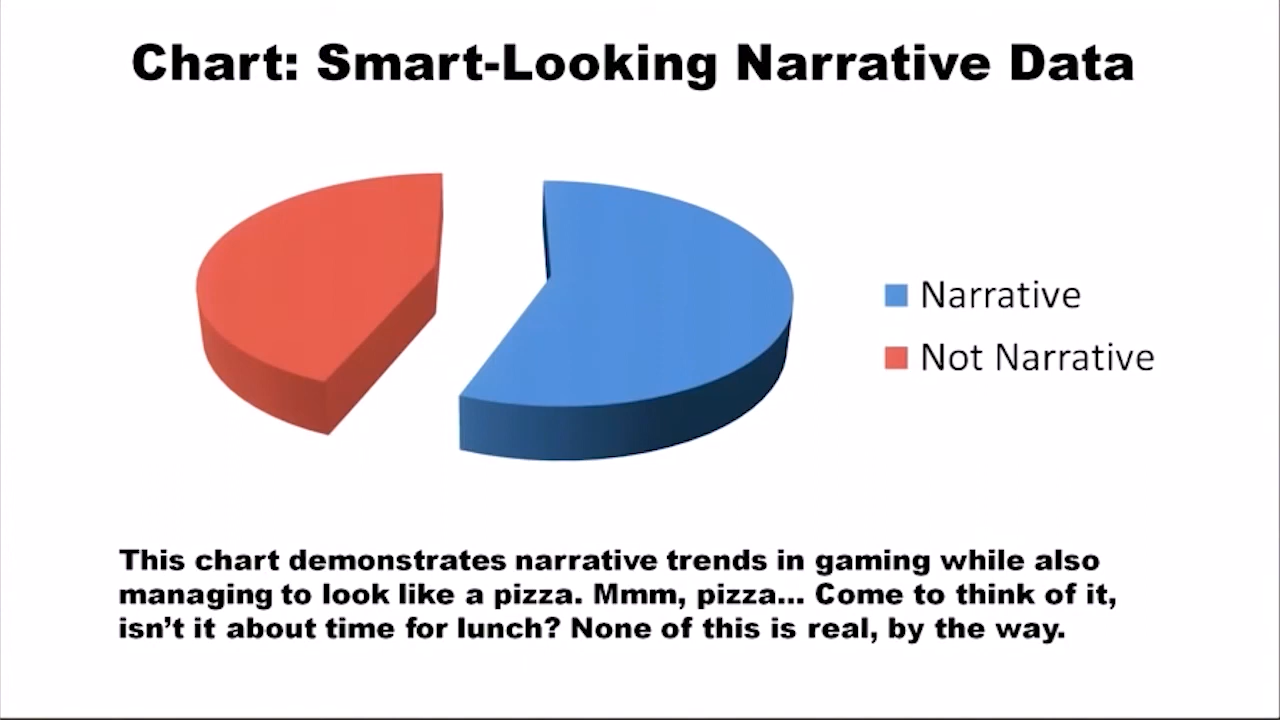 Chart: Smart-Looking Narrative Data
Narrative
Not Narrative
This chart demonstrates narrative trends in gaming while also
managing to look like a pizza. Mmm, pizza... Come to think of it,
isn’t it about time for lunch? None of this is real, by the way.